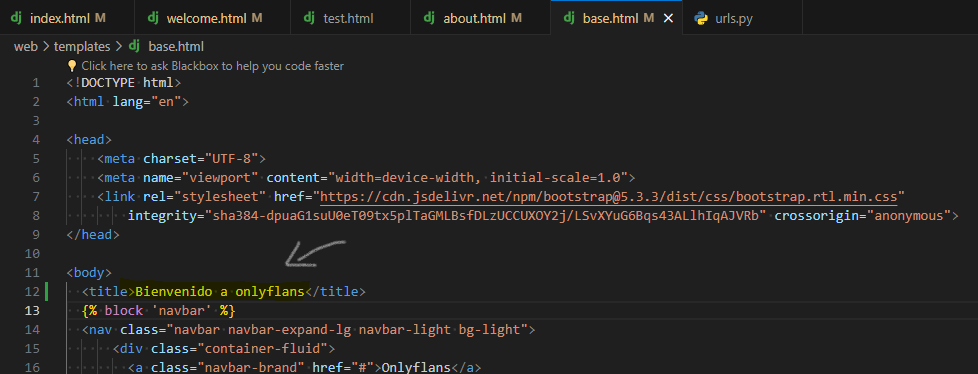 index.html M welcome.html M test.html about.html M base.html M urls.py
web > templates > base.html
Click here to ask Blackbox to help you code faster
1 <!DOCTYPE html>
2 <html lang="en">
3
4 <head>
5 <meta charset="UTF-8">
6 <meta name="viewport" content="width=device-width, initial-scale=1.0">
7 <link rel="stylesheet" href="https://cdn.jsdelivr.net/npm/bootstrap@5.3.3/dist/css/bootstrap.rtl.min.css"
8 integrity="sha384-dpuaG1suU0eT09tx5plTaGMLBsfDLzUCCUXOY2j/LSvXYuG6Bqs43ALlhIqAJVRb" crossorigin="anonymous">
9 </head>
10
11 <body>
12 <title>Bienvenido a onlyflans</title>
13 {% block 'navbar' %}
14 <nav class="navbar navbar-expand-lg navbar-light bg-light">
15 <div class="container-fluid">
16 <a class="navbar-brand" href="#">Onlyflans</a>